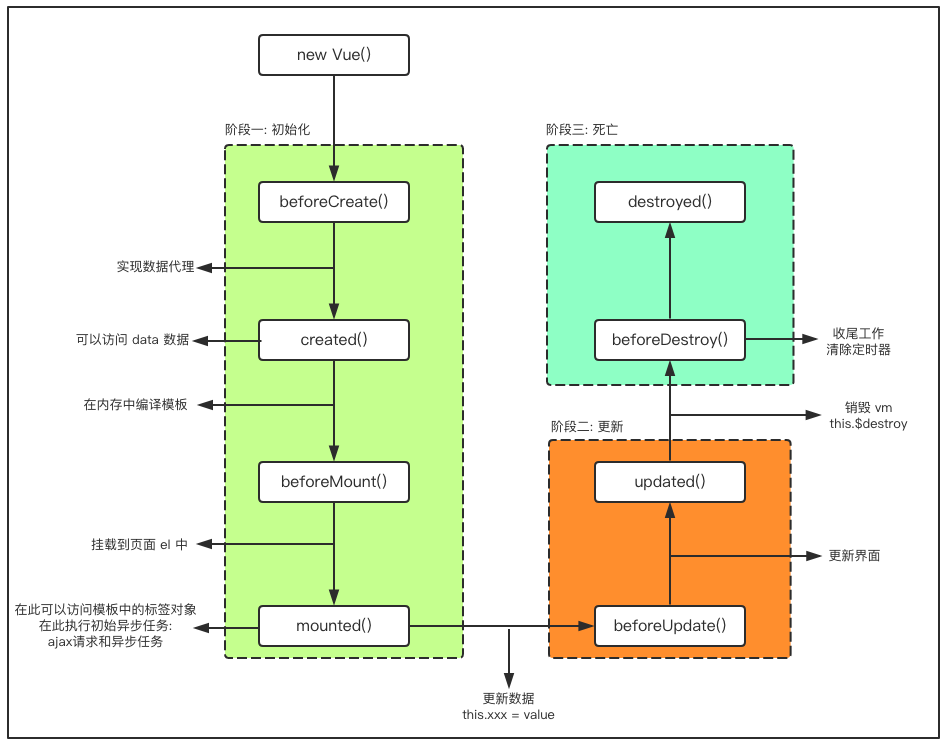 new Vue()
阶段一: 初始化
beforeCreate()
实现数据代理
created()
可以访问 data 数据
在内存中编译模板
beforeMount()
挂载到页面 el 中
mounted()
在此可以访问模板中的标签对象
在此执行初始异步任务:
ajax请求和异步任务
更新数据
this.xxx = value
阶段二: 更新
beforeUpdate()
更新界面
updated()
销毁 vm
this.$destroy
阶段三: 死亡
beforeDestroy()
收尾工作
清除定时器
destroyed()